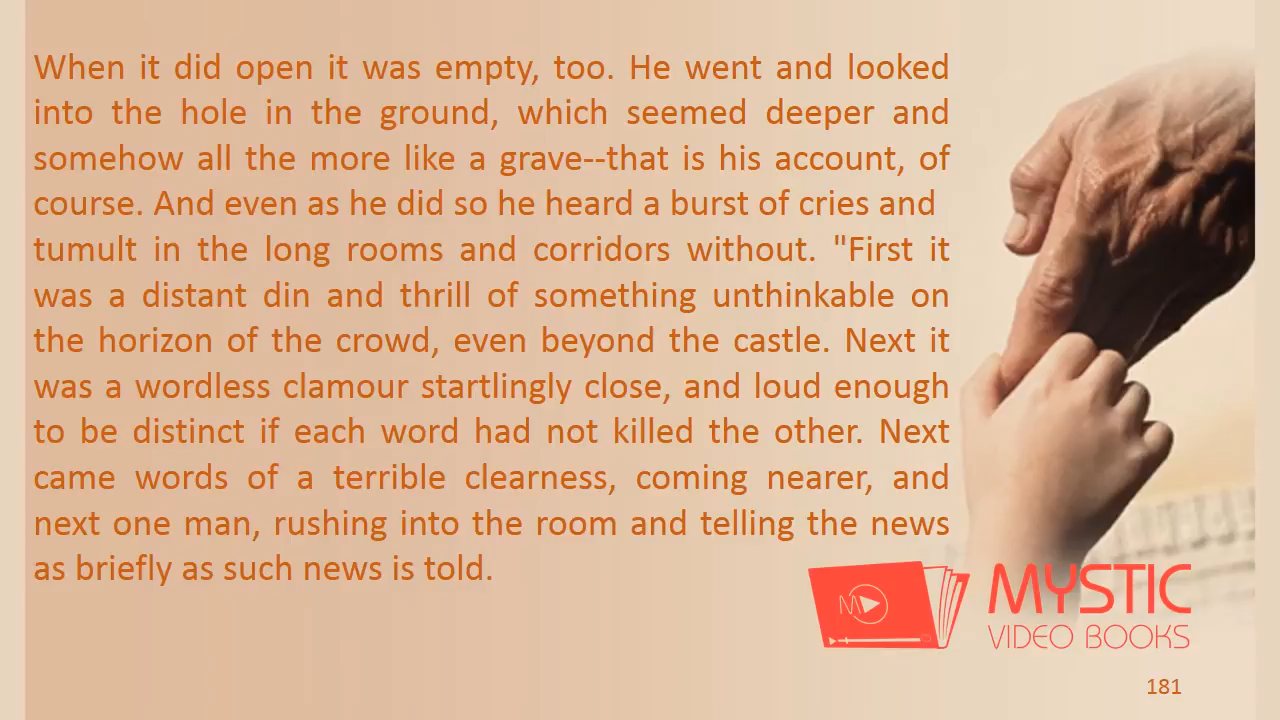 When it did open it was empty, too. He went and looked
into the hole in the ground, which seemed deeper and
somehow all the more like a grave--that is his account, of
course. And even as he did so he heard a burst of cries and
tumult in the long rooms and corridors without. "First it
was a distant din and thrill of something unthinkable on
the horizon of the crowd, even beyond the castle. Next it
was a wordless clamour startlingly close, and loud enough
to be distinct if each word had not killed the other. Next
came words of a terrible clearness, coming nearer, and
next one man, rushing into the room and telling the news
as briefly as such news is told.
M
MYSTIC
VIDEO BOOKS
181